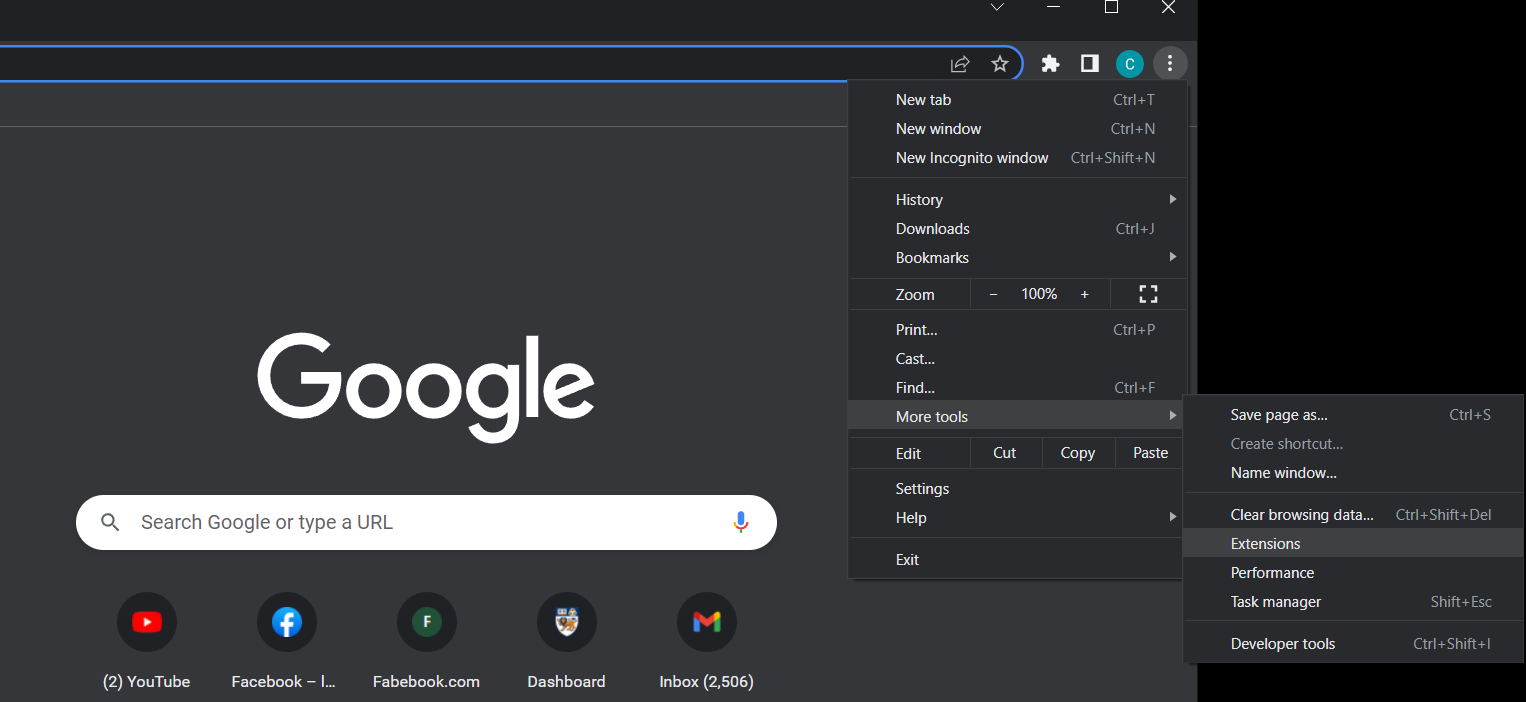 C
New tab Ctrl+T
New window Ctrl+N
New Incognito window Ctrl+Shift+N
History
Downloads Ctrl+J
Bookmarks
Zoom − 100% +
Print... Ctrl+P
Cast...
Find... Ctrl+F
More tools
Edit Cut Copy Paste
Settings
Help
Exit
Save page as... Ctrl+S
Create shortcut...
Name window...
Clear browsing data... Ctrl+Shift+Del
Extensions
Performance
Task manager Shift+Esc
Developer tools Ctrl+Shift+I
Google
Search Google or type a URL
F
(2) YouTube Facebook – l... Fabebook.com Dashboard Inbox (2,506)